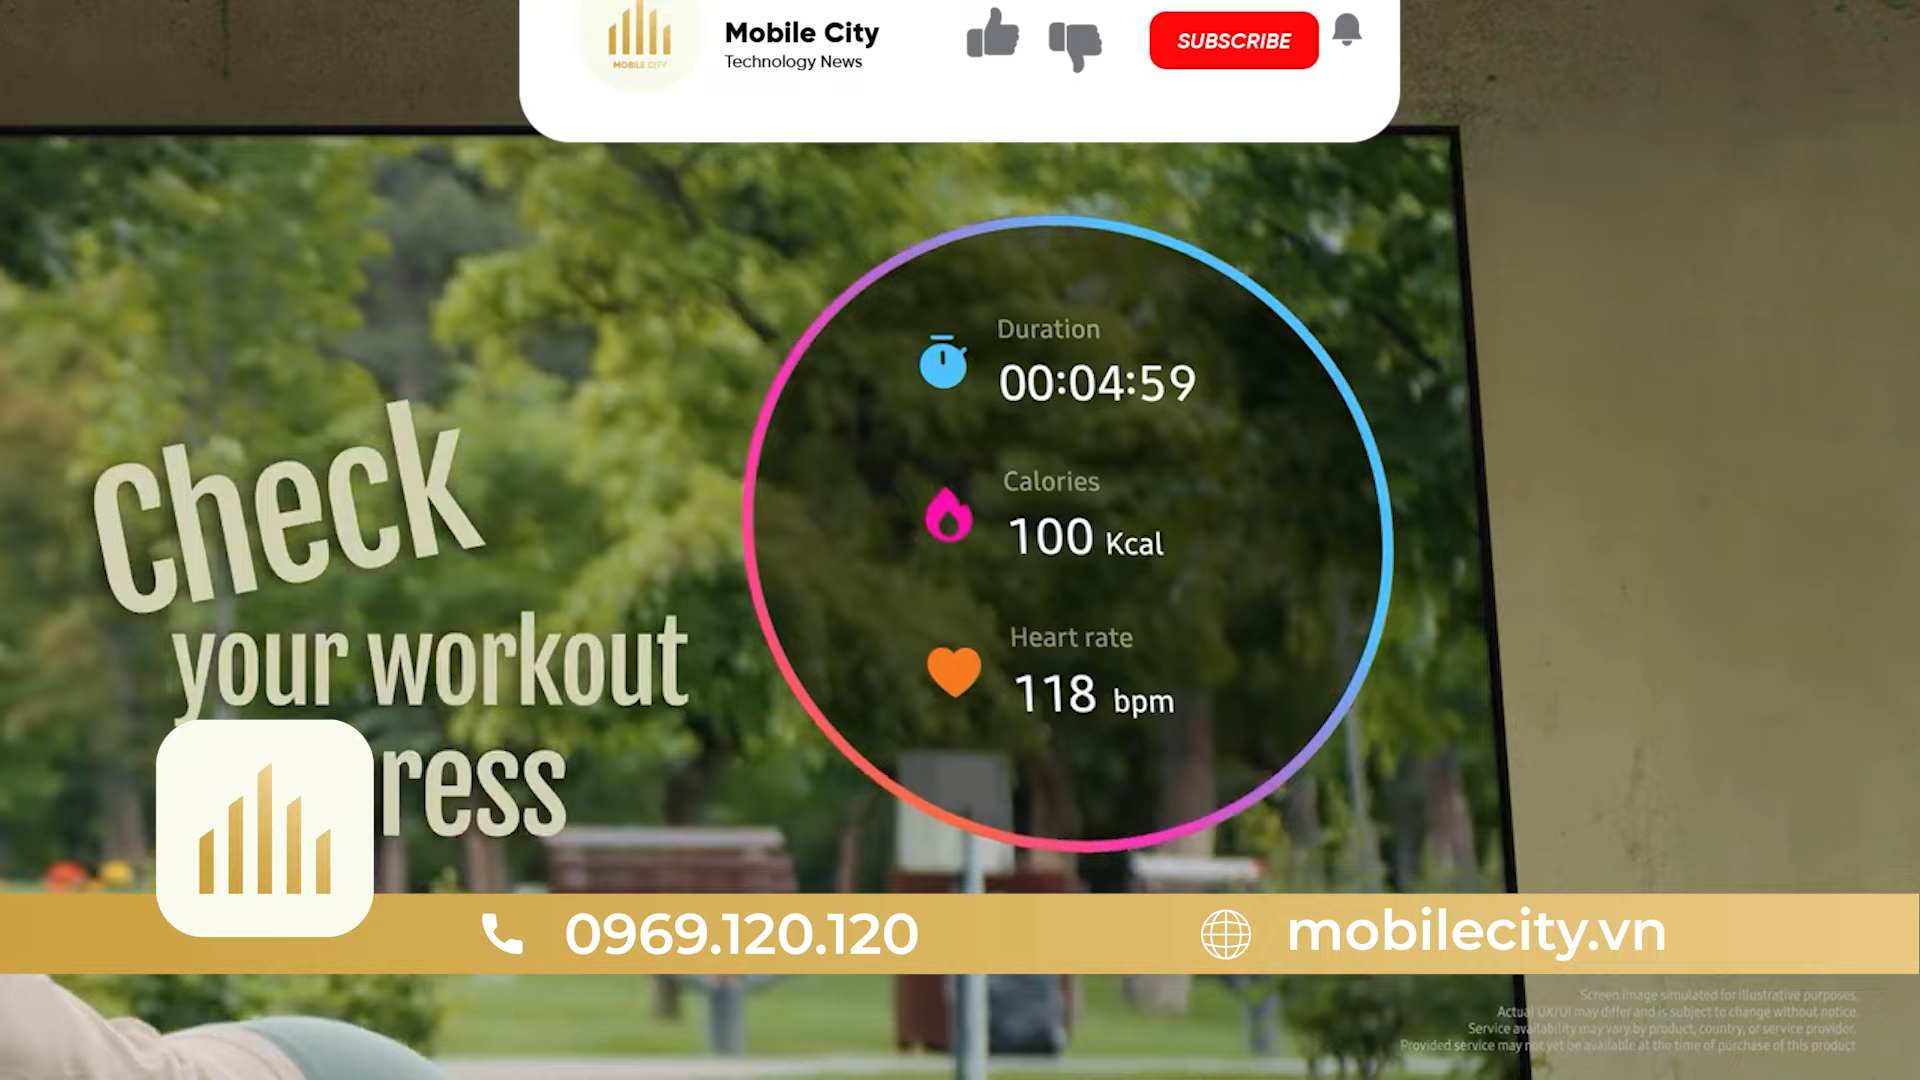 Mobile City
Technology News
MOBILE CITY
SUBSCRIBE
Check
your workout
ress
Duration
00:04:59
Calories
100 Kcal
Heart rate
118 bpm
0969.120.120
mobilecity.vn
Screen image simulated for illustrative purposes.
Actual UX/UI may differ and is subject to change without notice.
Service availability may vary by product, country, or service provider.
Provided service may not yet be available at the time of purchase of this product